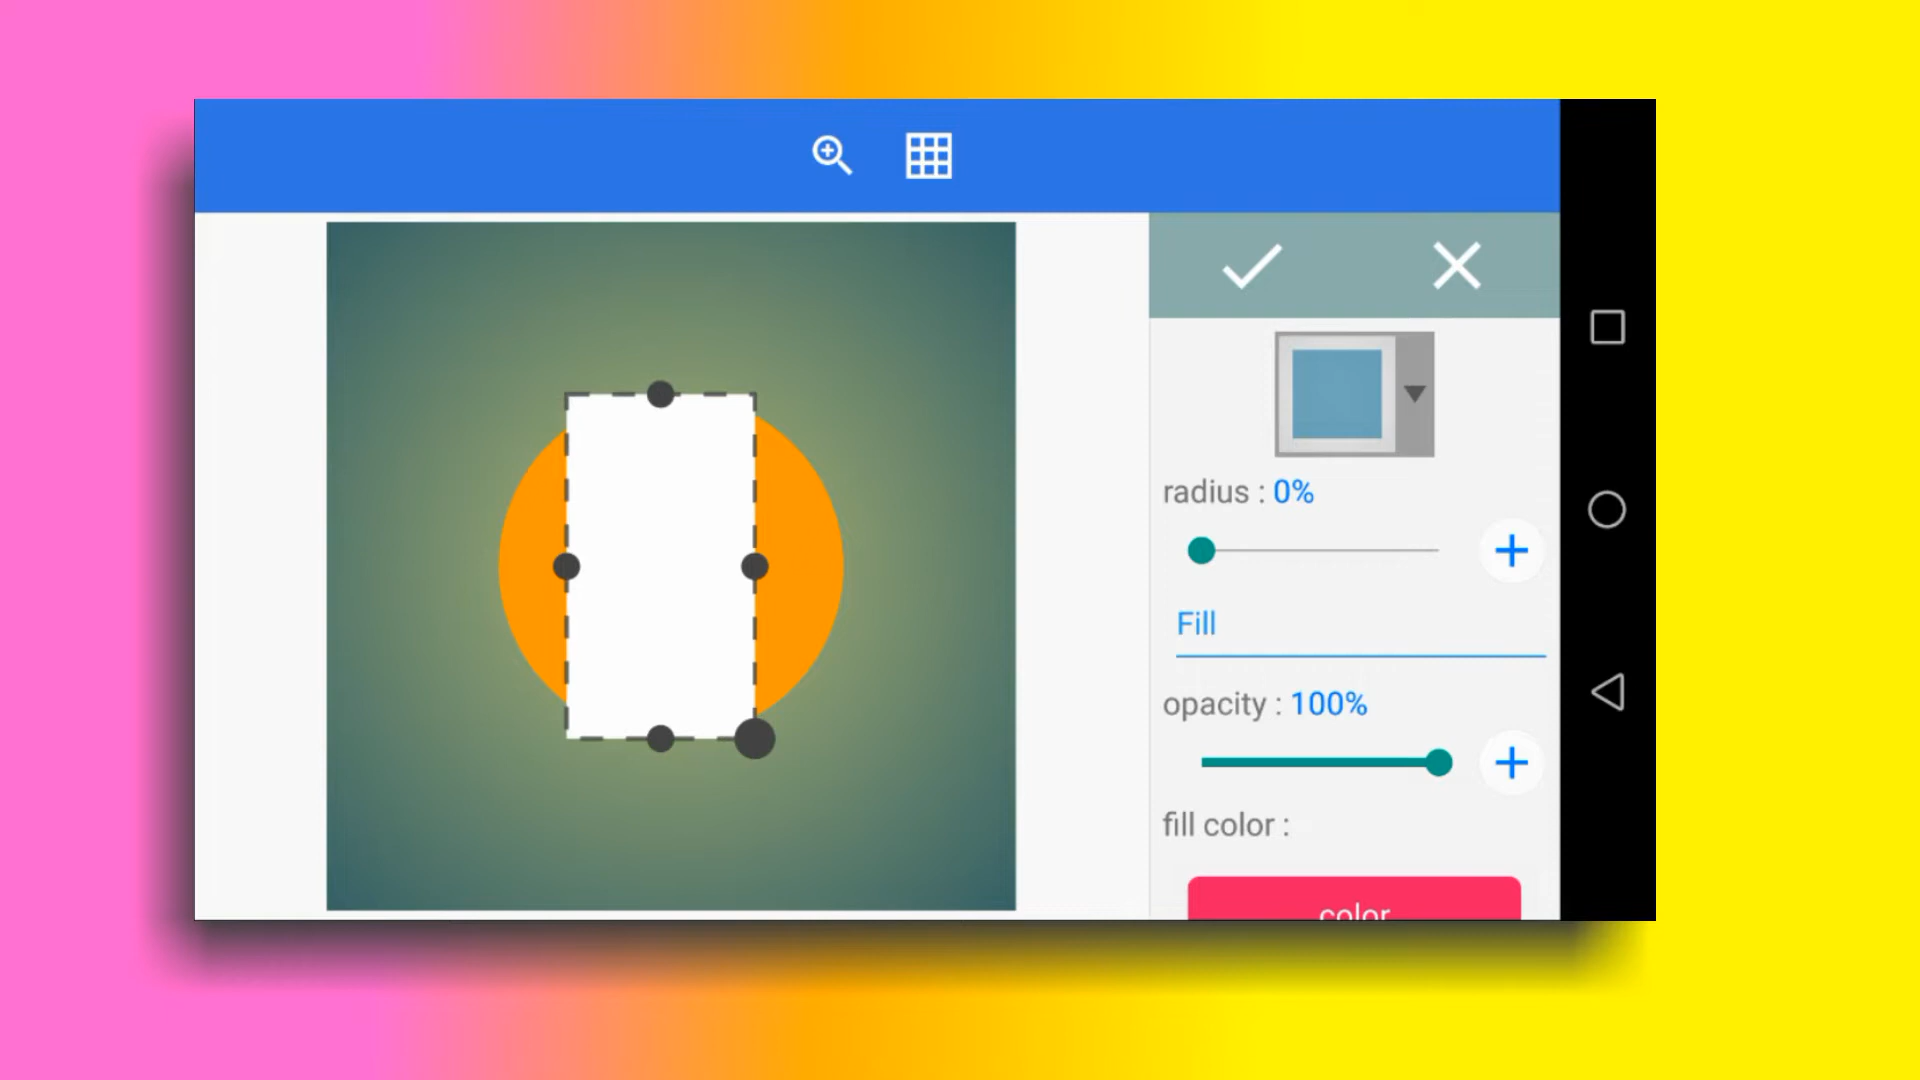 radius : 0%
Fill
opacity : 100%
fill color :
color